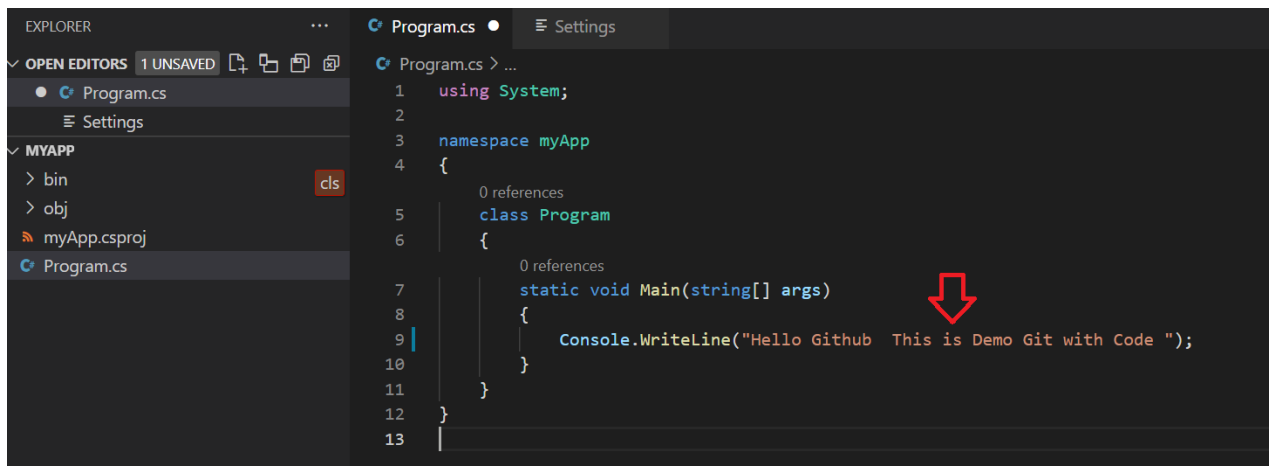 EXPLORER ···
OPEN EDITORS 1 UNSAVED
Program.cs
Settings
MYAPP
bin
cls
obj
myApp.csproj
Program.cs
Program.cs Settings
Program.cs > ...
1 using System;
2
3 namespace myApp
4 {
0 references
5 class Program
6 {
0 references
7 static void Main(string[] args)
8 {
9 Console.WriteLine("Hello Github  This is Demo Git with Code ");
10 }
11 }
12 }
13